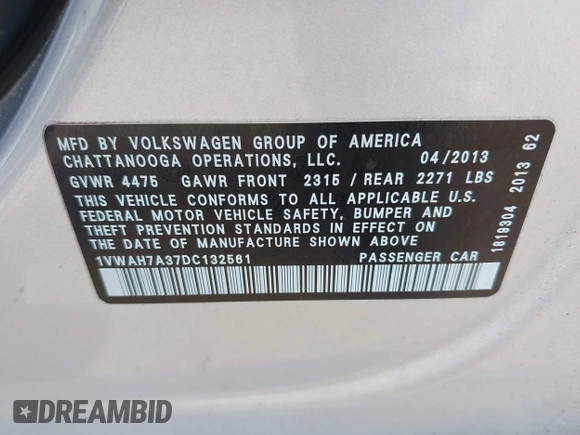 MFD BY VOLKSWAGEN GROUP OF AMERICA
CHATTANOOGA OPERATIONS, LLC. 04/2013
GVWR 4475 GAWR FRONT 2315 / REAR 2271 LBS
THIS VEHICLE CONFORMS TO ALL APPLICABLE U.S.
FEDERAL MOTOR VEHICLE SAFETY, BUMPER AND
THEFT PREVENTION STANDARDS IN EFFECT ON
THE DATE OF MANUFACTURE SHOWN ABOVE
1VWAH7A37DC132561 PASSENGER CAR
1819304 2013 62
DREAMBID